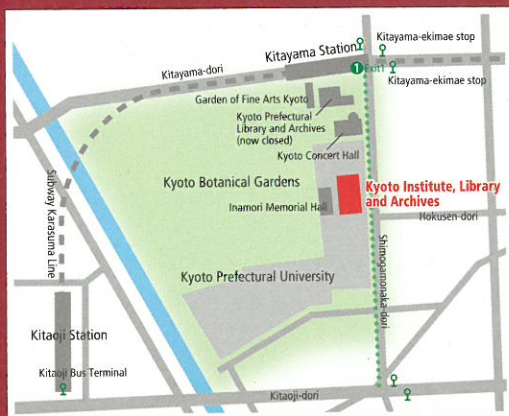 Kitayama-ekimae stop
Kitayama Station
1
Exit1
Kitayama-dori
Kitayama-ekimae stop
Garden of Fine Arts Kyoto
Kyoto Prefectural
Library and Archives
(now closed)
Kyoto Concert Hall
Kyoto Botanical Gardens
Kyoto Institute, Library
and Archives
Inamori Memorial Hall
Hokusen-dori
Subway Karasuma Line
Shimogamonaka-dori
Kyoto Prefectural University
Kitaoji Station
Kitaoji Bus Terminal
Kitaoji-dori